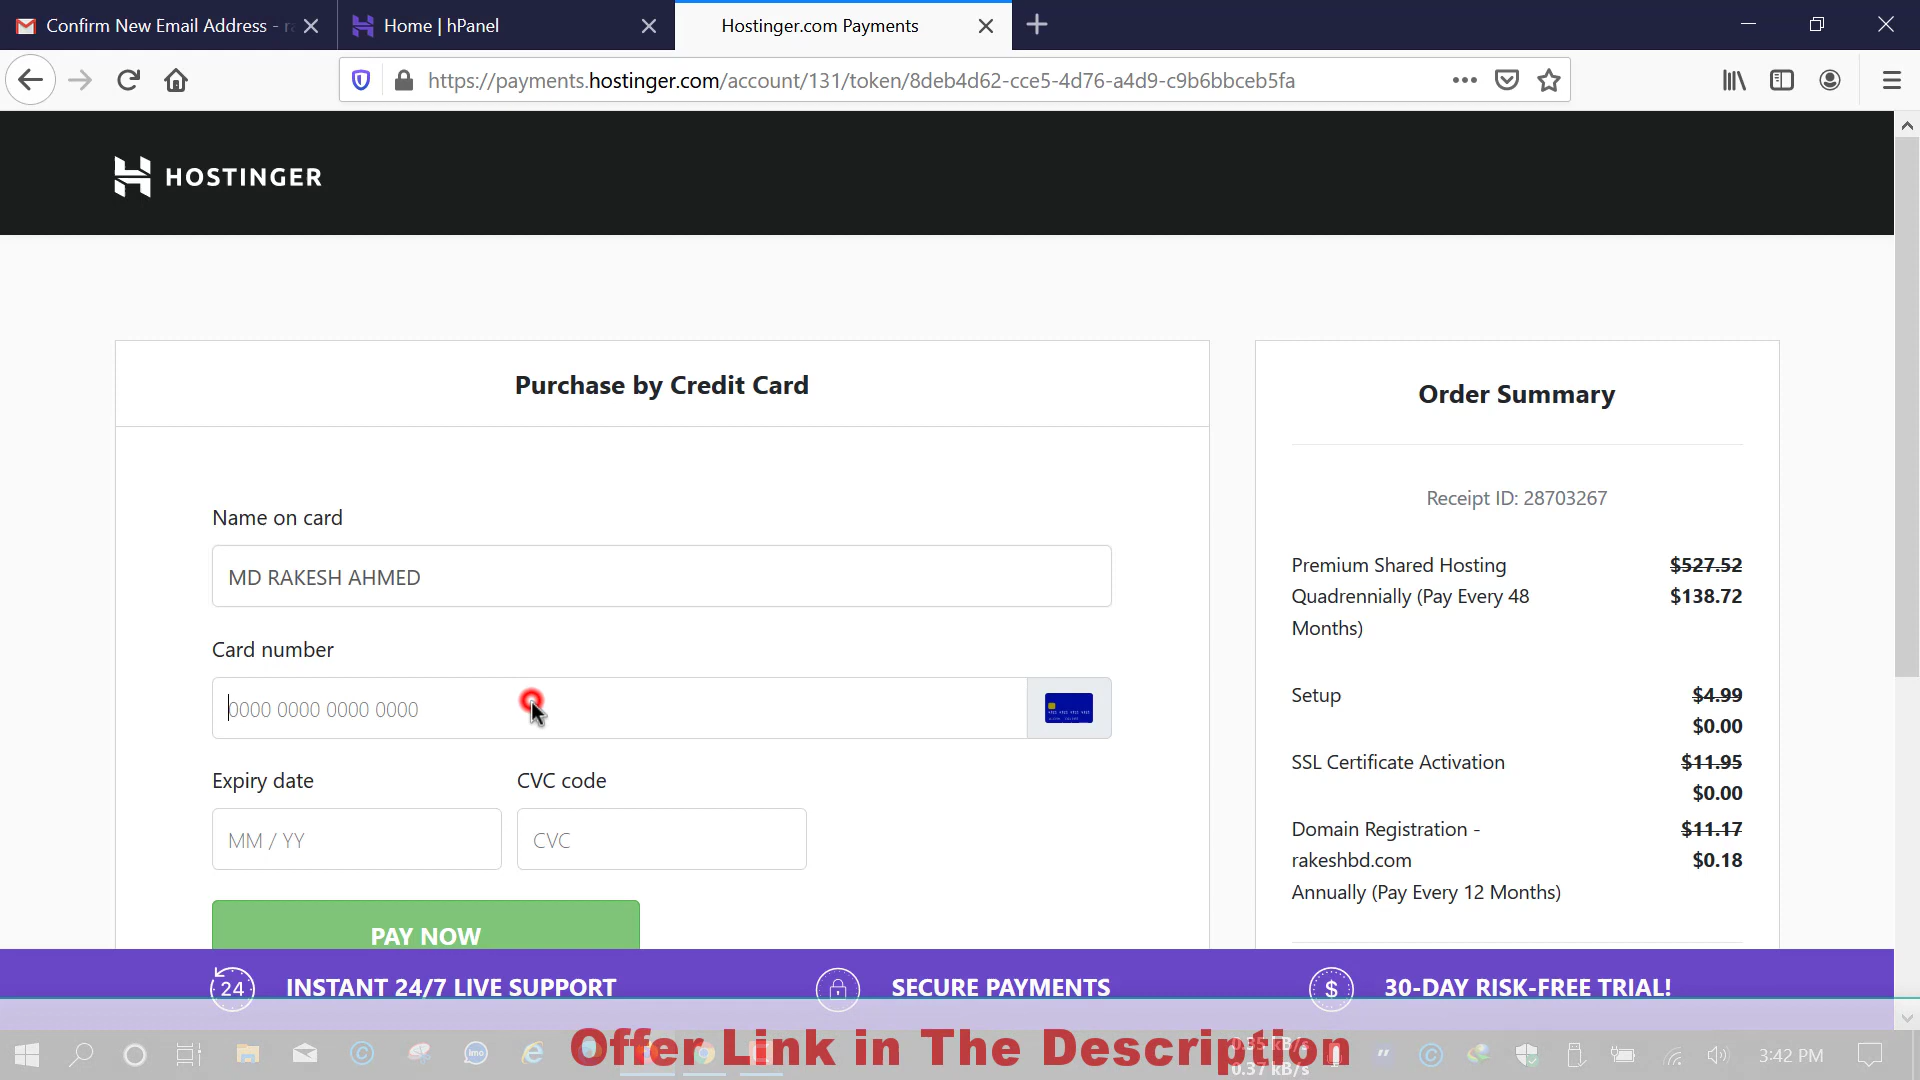 Confirm New Email Address - ra
Home | hPanel
Hostinger.com Payments
https://payments.hostinger.com/account/131/token/8deb4d62-cce5-4d76-a4d9-c9b6bbceb5fa
HOSTINGER
Purchase by Credit Card
Name on card
MD RAKESH AHMED
Card number
0000 0000 0000 0000
Expiry date
CVC code
MM / YY
CVC
PAY NOW
Order Summary
Receipt ID: 28703267
Premium Shared Hosting $527.52
Quadrennially (Pay Every 48 $138.72
Months)
Setup $4.99
$0.00
SSL Certificate Activation $11.95
$0.00
Domain Registration - $11.17
rakeshbd.com $0.18
Annually (Pay Every 12 Months)
24 INSTANT 24/7 LIVE SUPPORT
SECURE PAYMENTS
$ 30-DAY RISK-FREE TRIAL!
Offer Link in The Description
0.37 kB/s
3:42 PM